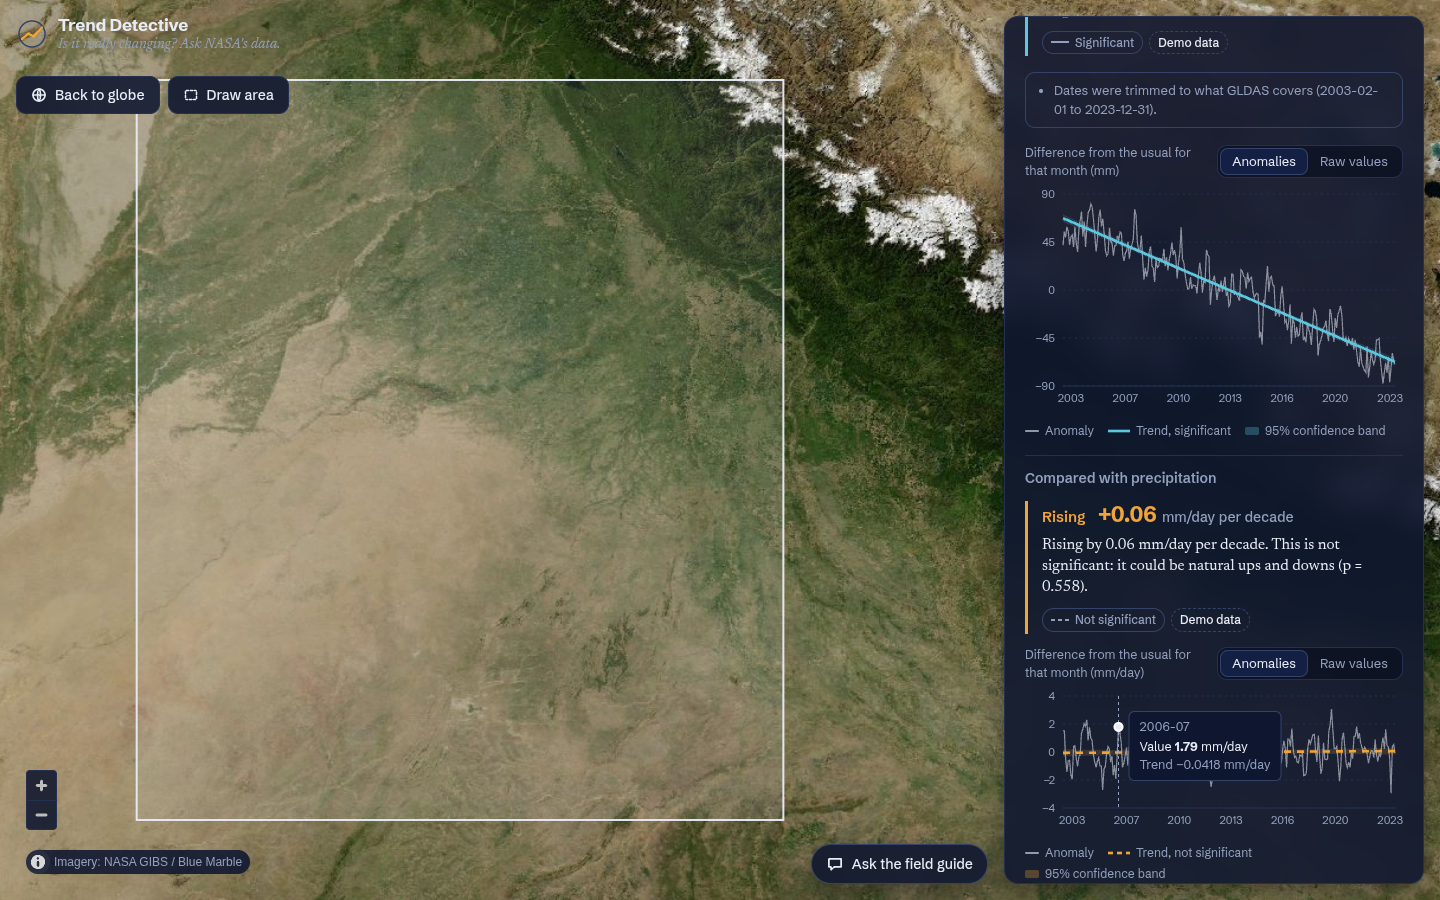 Trend Detective
Is it really changing? Ask NASA's data.
Back to globe
Draw area
Significant
Demo data
Dates were trimmed to what GLDAS covers (2003-02-
01 to 2023-12-31).
Difference from the usual for
that month (mm)
Anomalies
Raw values
90
45
0
−45
−90
2003
2007
2010
2013
2016
2020
2023
Anomaly
Trend, significant
95% confidence band
Compared with precipitation
Rising +0.06 mm/day per decade
Rising by 0.06 mm/day per decade. This is not
significant: it could be natural ups and downs (p =
0.558).
Not significant
Demo data
Difference from the usual for
that month (mm/day)
Anomalies
Raw values
4
2
0
−2
−4
2006-07
Value 1.79 mm/day
Trend −0.0418 mm/day
2003
2007
2010
2013
2016
2020
2023
Anomaly
Trend, not significant
95% confidence band
Imagery: NASA GIBS / Blue Marble
Ask the field guide